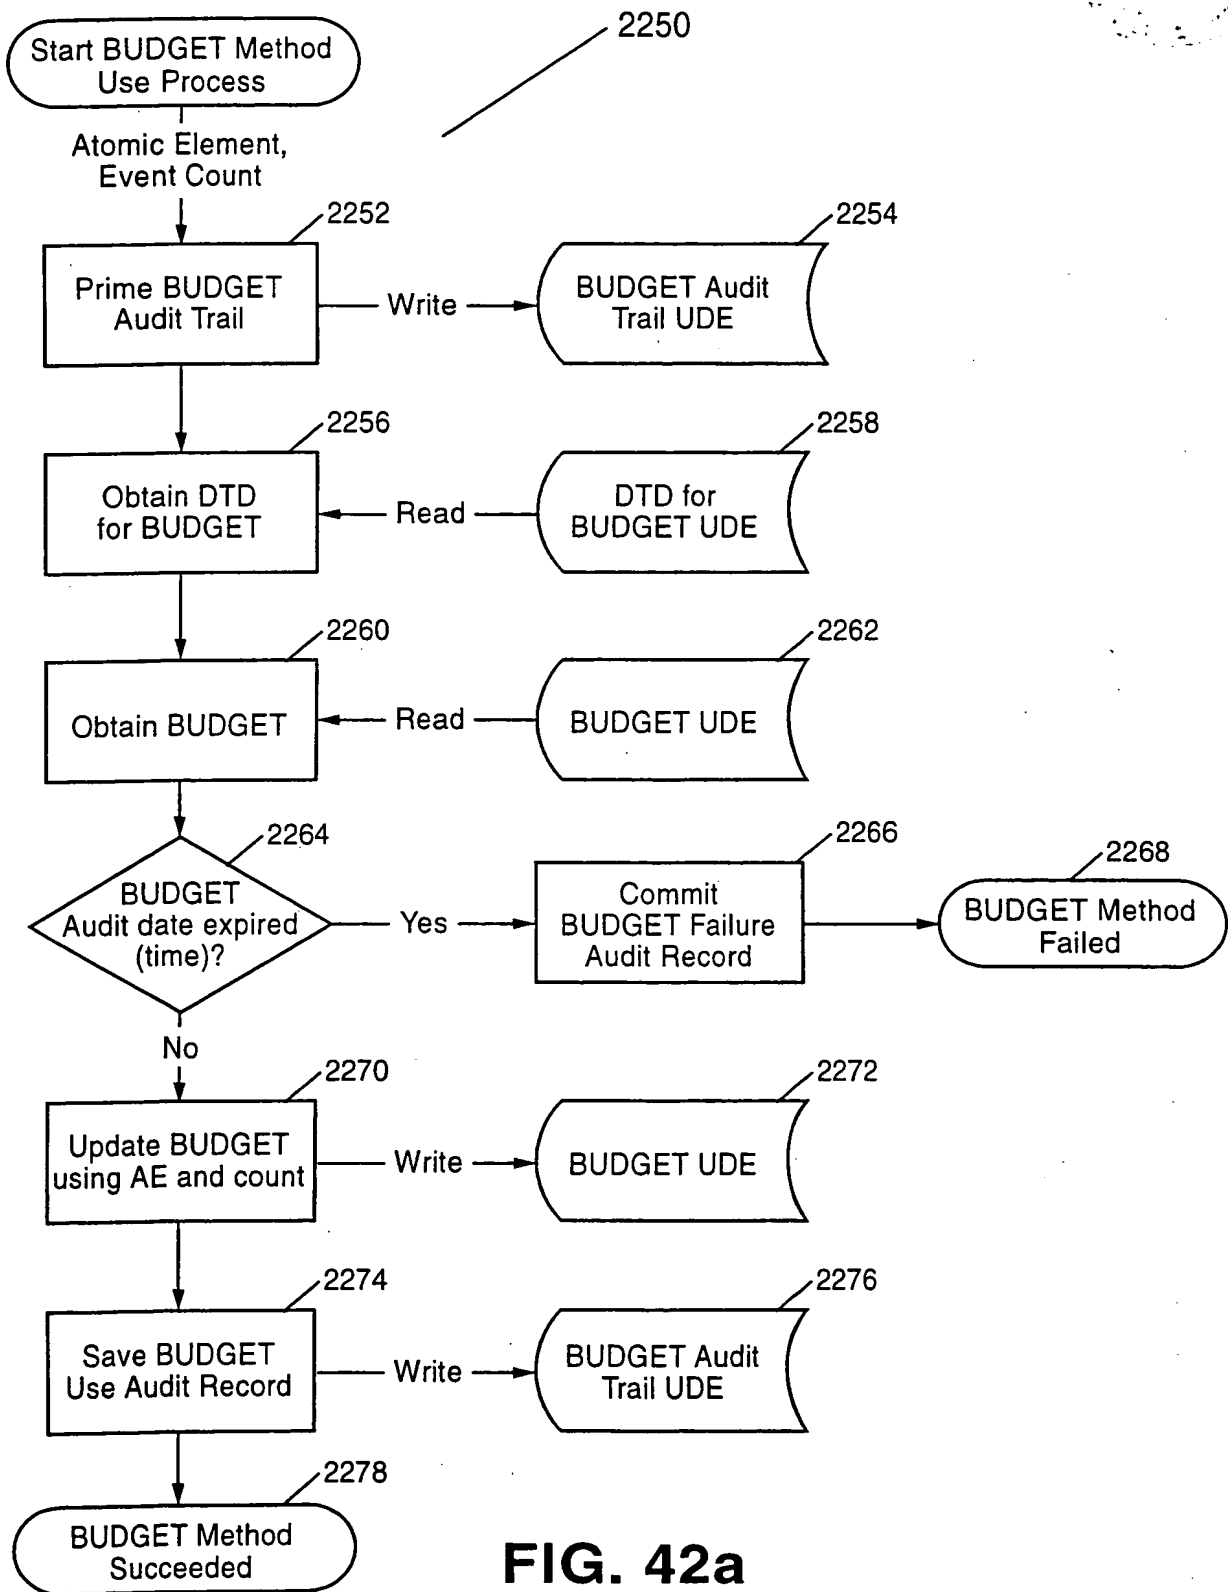 2250
Start BUDGET Method
Use Process
Atomic Element,
Event Count
2252
Prime BUDGET
Audit Trail
Write
2254
BUDGET Audit
Trail UDE
2256
Obtain DTD
for BUDGET
Read
2258
DTD for
BUDGET UDE
2260
Obtain BUDGET
Read
2262
BUDGET UDE
2264
BUDGET
Audit date expired
(time)?
Yes
2266
Commit
BUDGET Failure
Audit Record
2268
BUDGET Method
Failed
No
2270
Update BUDGET
using AE and count
Write
2272
BUDGET UDE
2274
Save BUDGET
Use Audit Record
Write
2276
BUDGET Audit
Trail UDE
2278
BUDGET Method
Succeeded
FIG. 42a